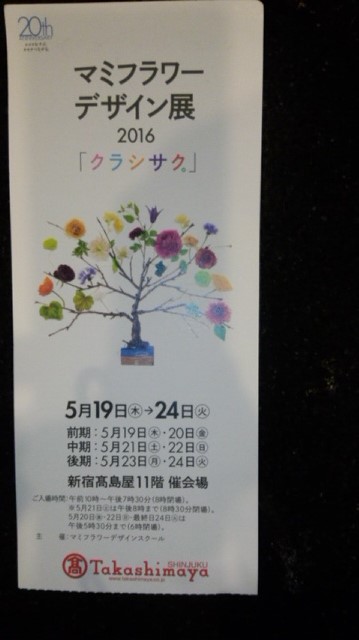 20th
マミフラワー
デザイン展
2016
「クラシサク。」
5月19日㊍→24日㊋
前期:5月19日㊍・20日㊎
中期:5月21日㊏・22日㊐
後期:5月23日㊊・24日㊋
新宿髙島屋11階 催会場
ご入場時間:午前10時〜午後7時30分(8時閉場)。
※5月21日㊏は午後8時まで(8時30分閉場)。
5月20日㊎・22日㊐・最終日24日㊋は
午後5時30分まで(6時閉場)。
主 催:マミフラワーデザインスクール
髙 Takashimaya
SHINJUKU
www.takashimaya.co.jp